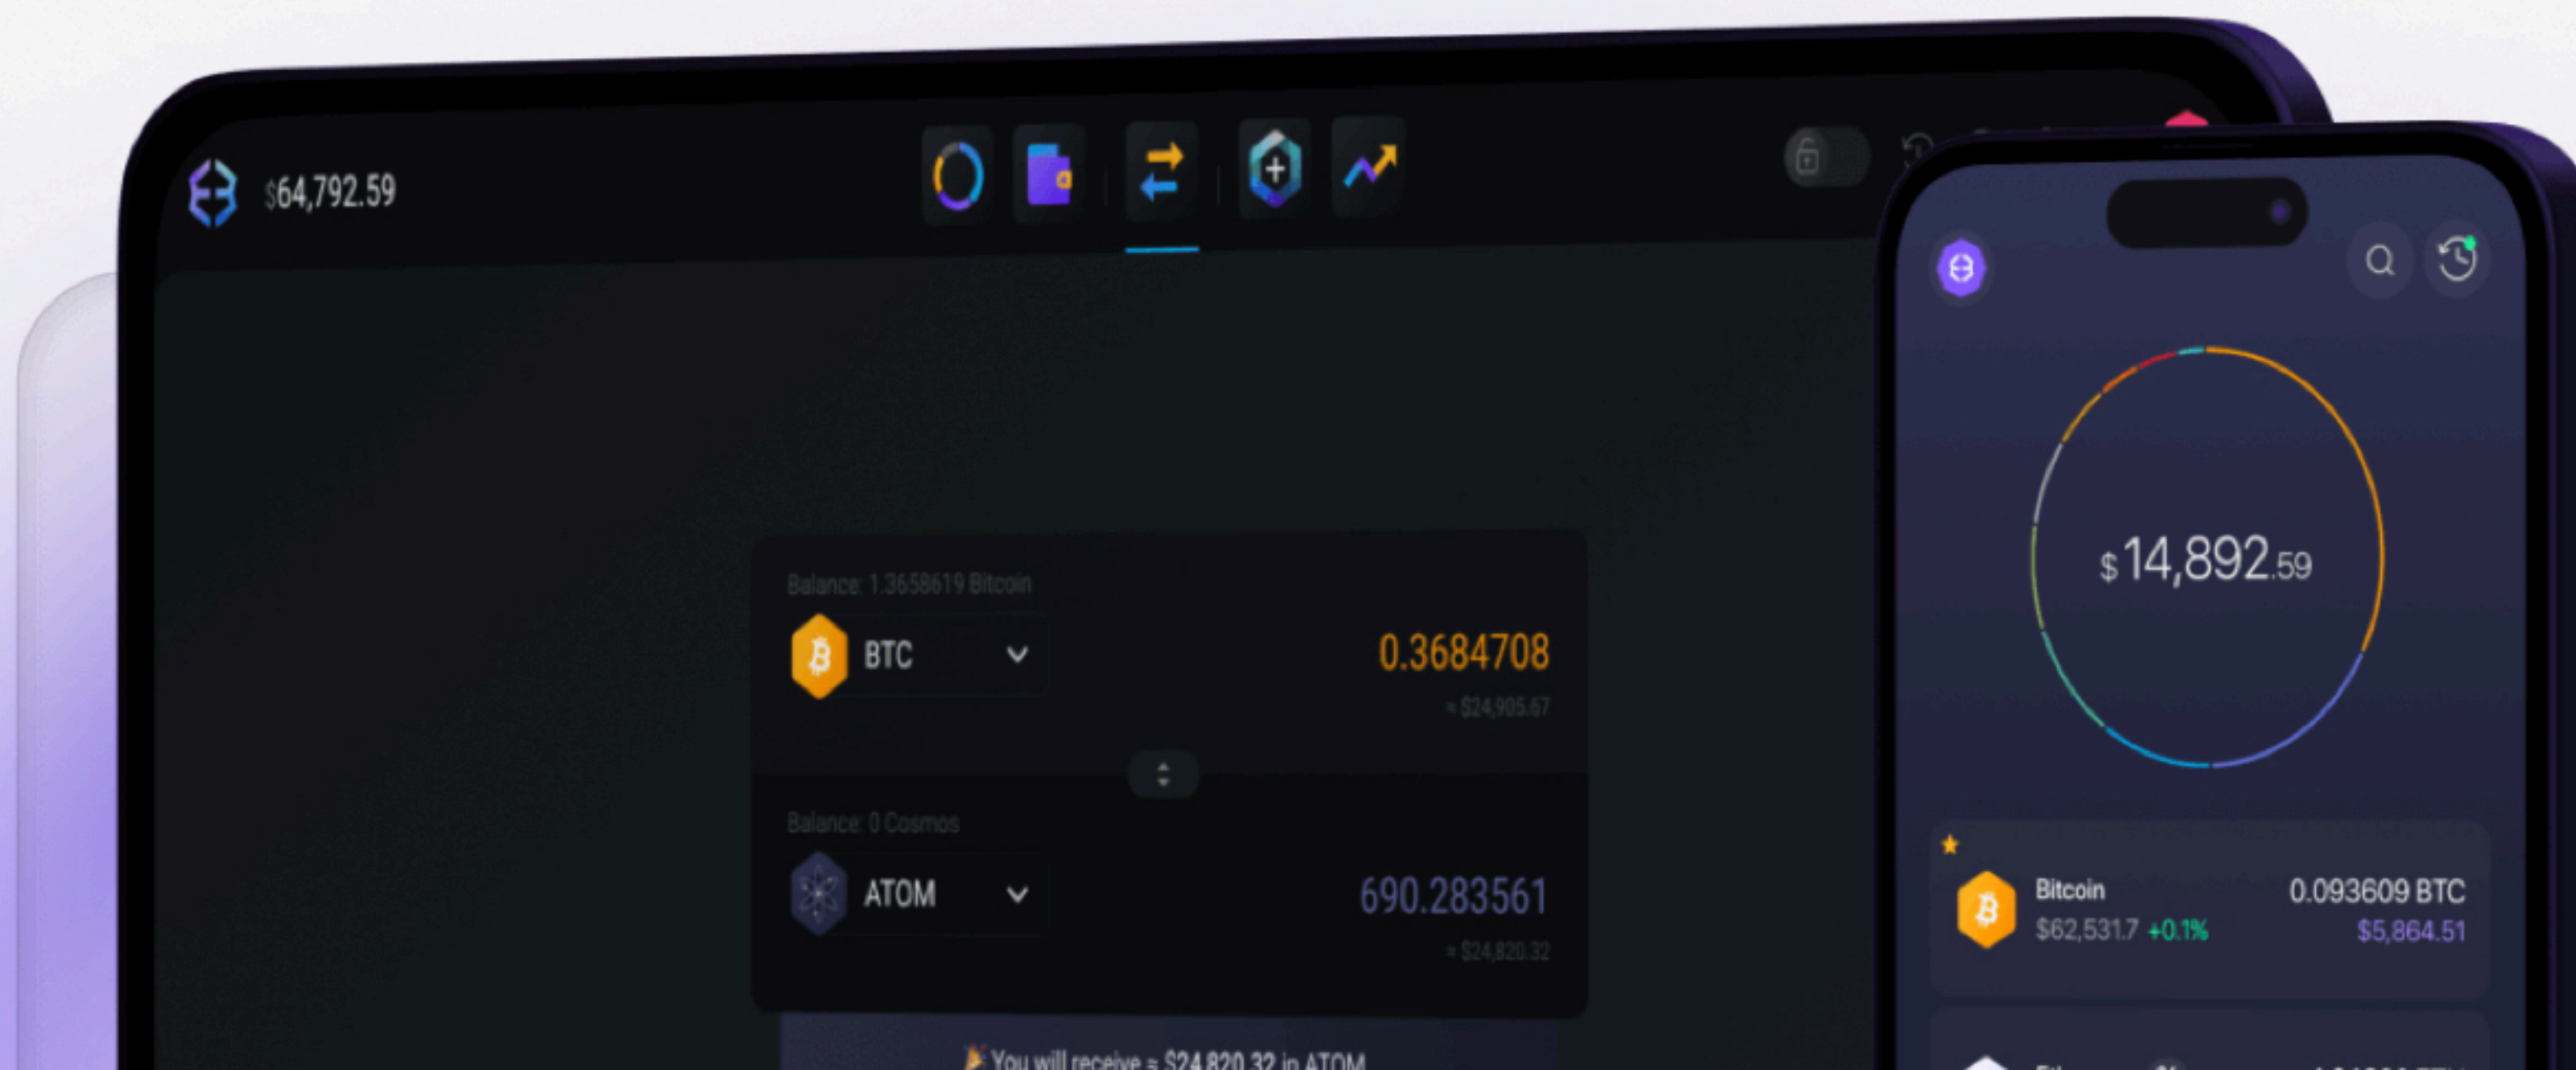 $64,792.59
Balance: 1.3658619 Bitcoin
BTC
0.3684708
≈ $24,905.67
Balance: 0 Cosmos
ATOM
690.283561
≈ $24,820.32
You will receive ≈ $24,820.32 in ATOM
$14,892.59
Bitcoin
0.093609 BTC
$62,531.7 +0.1%
$5,864.51